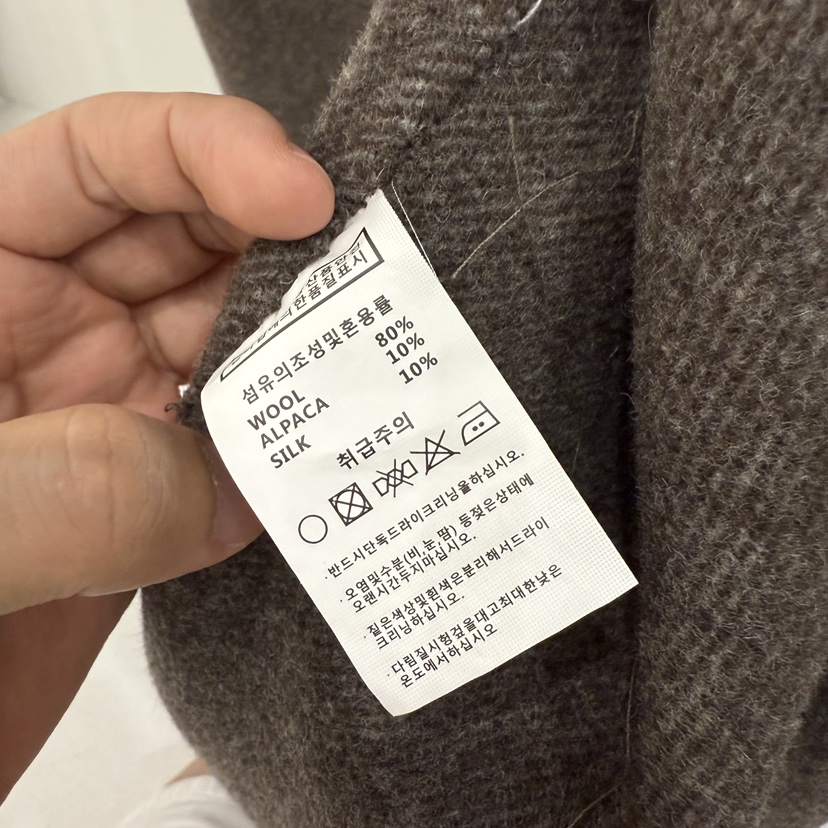 한품질표시
섬유의조성및혼용률
WOOL 80%
ALPACA 10%
SILK 10%
취급주의
·반드시단독드라이크리닝을하십시오.
·오염및수분(비,눈,땀) 등젖은상태에
오랜시간두지마십시오.
·짙은색상및흰색은분리해서드라이
크리닝하십시오.
·다림질시헝겊을대고최대한낮은
온도에서하십시오